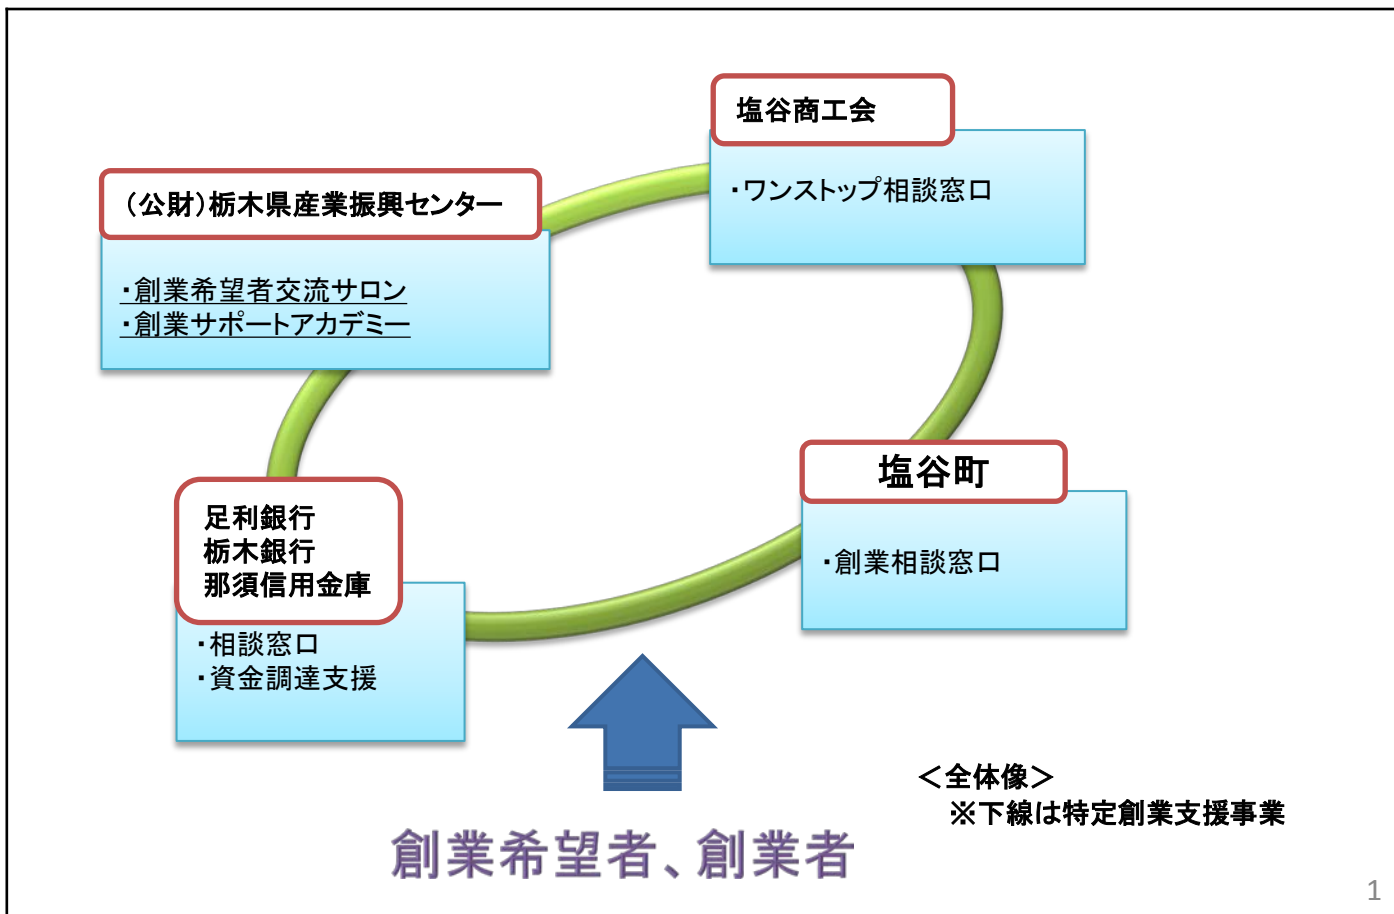 塩谷商工会
・ワンストップ相談窓口
（公財）栃木県産業振興センター
・創業希望者交流サロン
・創業サポートアカデミー
塩谷町
・創業相談窓口
足利銀行
栃木銀行
那須信用金庫
・相談窓口
・資金調達支援
＜全体像＞
※下線は特定創業支援事業
創業希望者、創業者
1